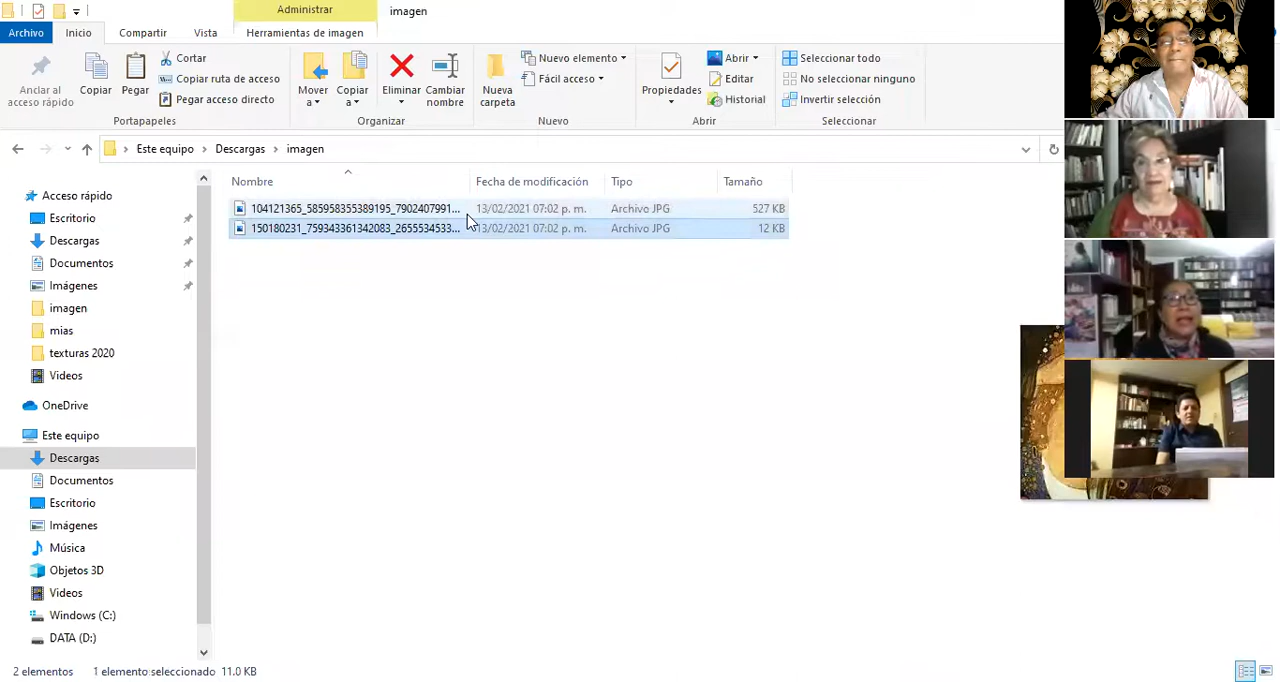 Administrar
imagen
Archivo
Inicio
Compartir
Vista
Herramientas de imagen
Anclar al
acceso rápido
Copiar
Pegar
Cortar
Copiar ruta de acceso
Pegar acceso directo
Portapapeles
Mover
a
Copiar
a
Eliminar
Cambiar
nombre
Organizar
Nueva
carpeta
Nuevo elemento
Fácil acceso
Nuevo
Propiedades
Abrir
Editar
Historial
Abrir
Seleccionar todo
No seleccionar ninguno
Invertir selección
Seleccionar
Este equipo > Descargas > imagen
Nombre
Fecha de modificación
Tipo
Tamaño
104121365_585958355389195_7902407991... 13/02/2021 07:02 p. m. Archivo JPG 527 KB
150180231_759343361342083_2655534533... 13/02/2021 07:02 p. m. Archivo JPG 12 KB
Acceso rápido
Escritorio
Descargas
Documentos
Imágenes
imagen
mias
texturas 2020
Videos
OneDrive
Este equipo
Descargas
Documentos
Escritorio
Imágenes
Música
Objetos 3D
Videos
Windows (C:)
DATA (D:)
2 elementos
1 elemento seleccionado 11.0 KB